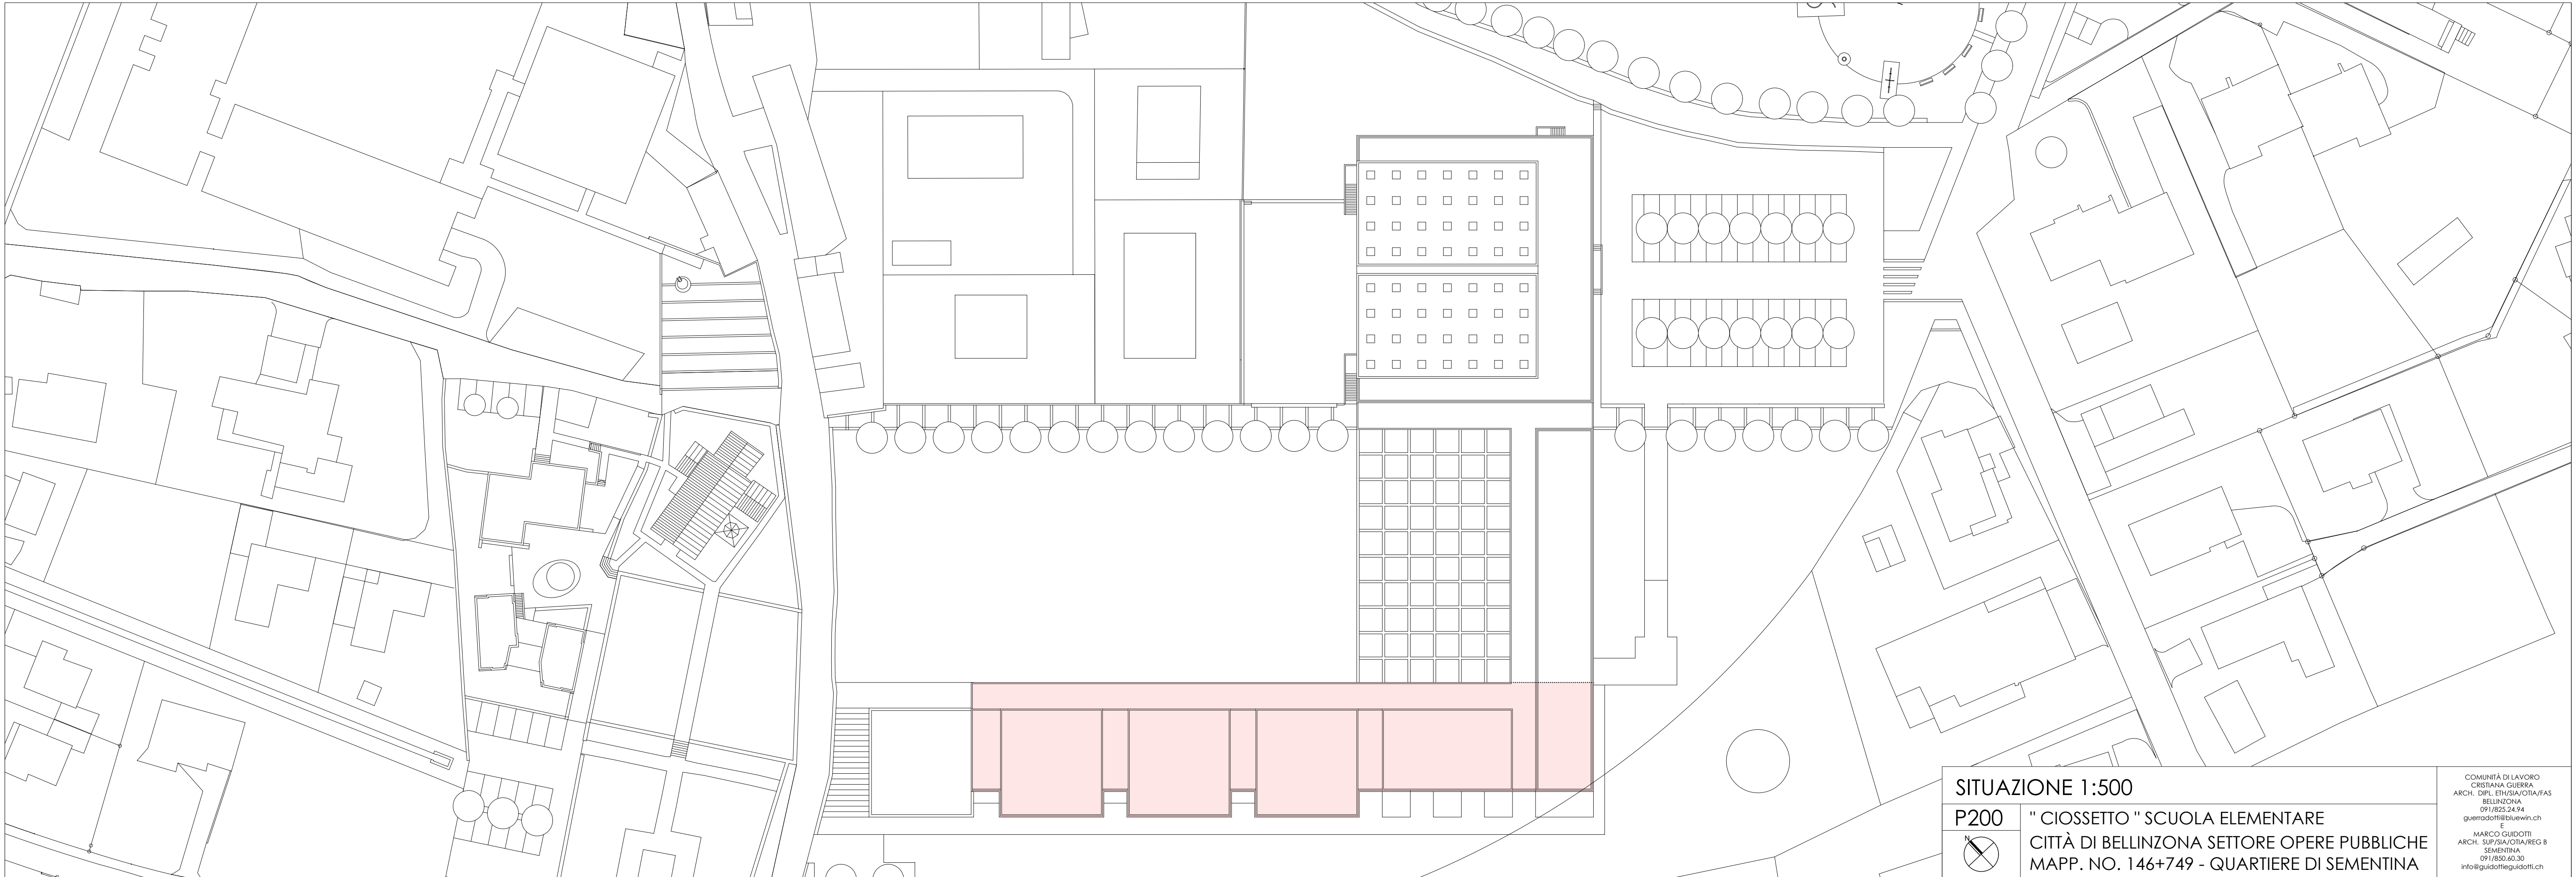 SITUAZIONE 1:500
P200
N
" CIOSSETTO " SCUOLA ELEMENTARE
CITTÀ DI BELLINZONA SETTORE OPERE PUBBLICHE
MAPP. NO. 146+749 - QUARTIERE DI SEMENTINA
COMUNITÀ DI LAVORO
CRISTIANA GUERRA
ARCH. DIPL. ETH/SIA/OTIA/FAS
BELLINZONA
091/825.24.94
guerradotti@bluewin.ch
E
MARCO GUIDOTTI
ARCH. SUP/SIA/OTIA/REG B
SEMENTINA
091/850.60.30
info@guidottieguidotti.ch